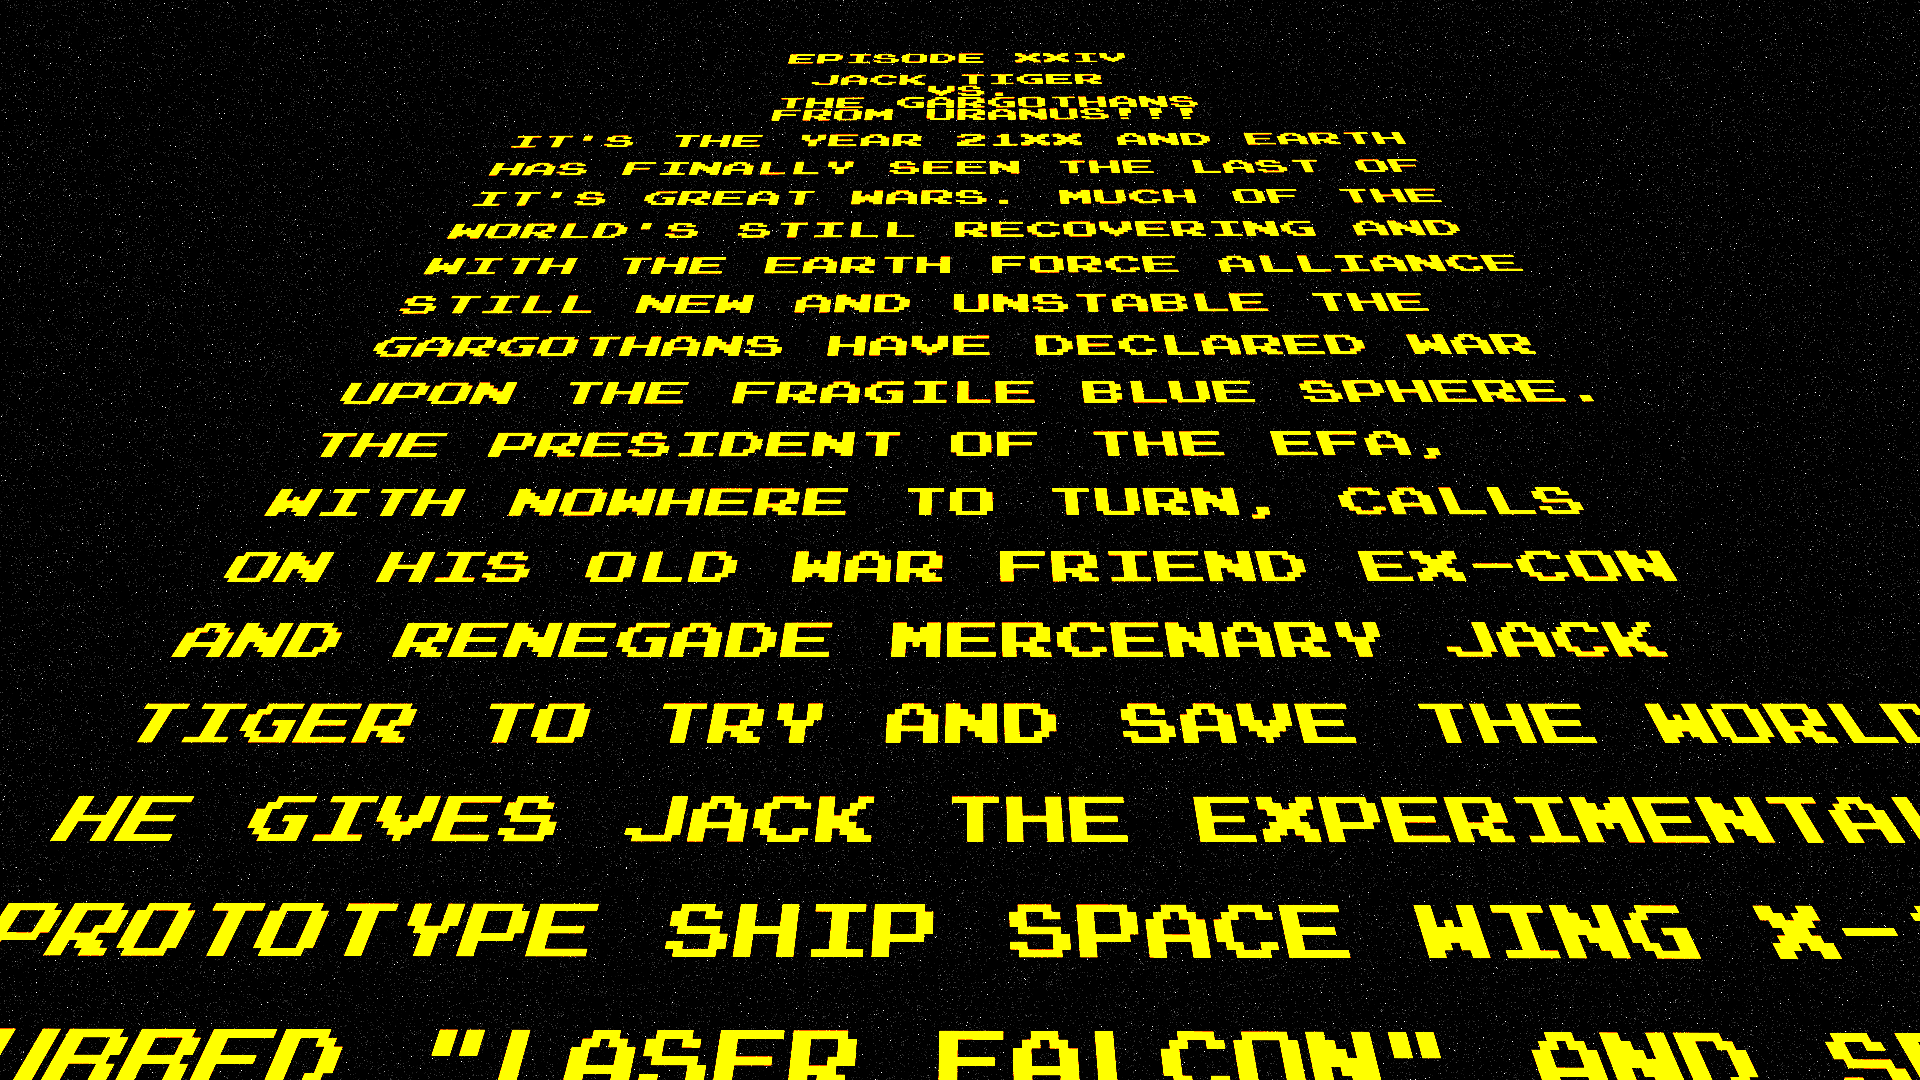 EPISODE XXIV
JACK TIGER
VS.
THE GARGOTHANS
FROM URANUS!!!
IT'S THE YEAR 21XX AND EARTH
HAS FINALLY SEEN THE LAST OF
IT'S GREAT WARS. MUCH OF THE
WORLD'S STILL RECOVERING AND
WITH THE EARTH FORCE ALLIANCE
STILL NEW AND UNSTABLE THE
GARGOTHANS HAVE DECLARED WAR
UPON THE FRAGILE BLUE SPHERE.
THE PRESIDENT OF THE EFA,
WITH NOWHERE TO TURN, CALLS
ON HIS OLD WAR FRIEND EX-CON
AND RENEGADE MERCENARY JACK
TIGER TO TRY AND SAVE THE WORLD
HE GIVES JACK THE EXPERIMENTAL
PROTOTYPE SHIP SPACE WING X-
"LASER FALCON" AND